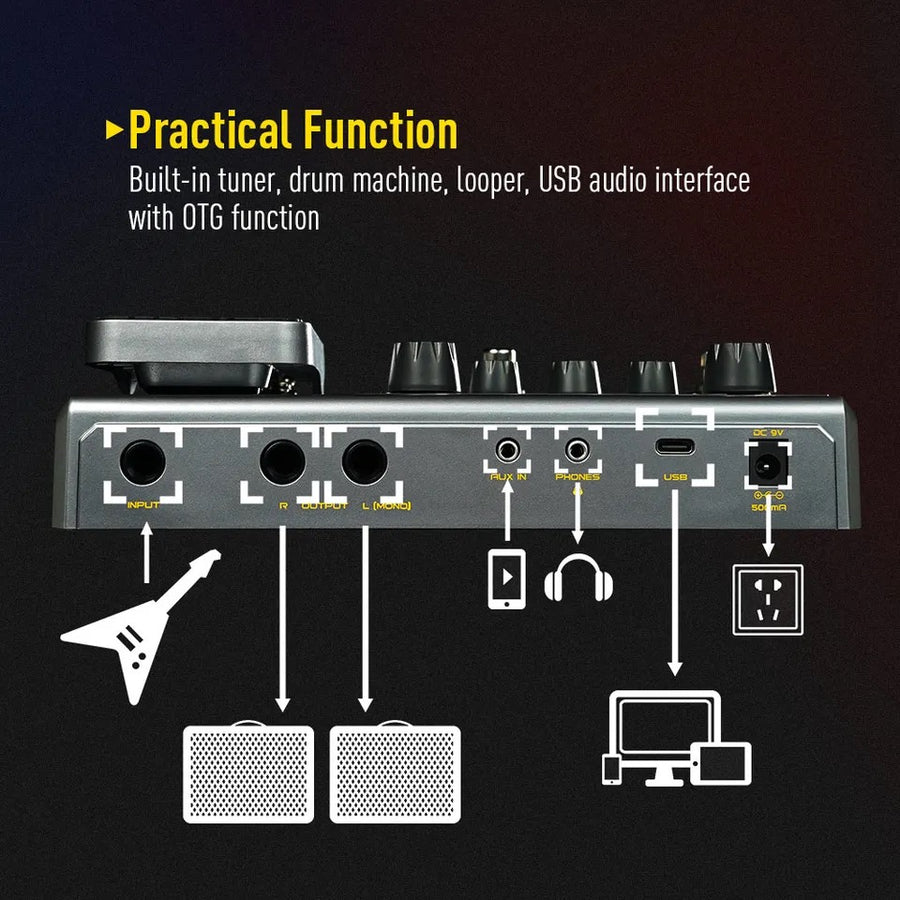 Practical Function
Built-in tuner, drum machine, looper, USB audio interface
with OTG function
DC 9V
INPUT
R OUTPUT L (MONO)
AUX IN
PHONES
USB
500mA